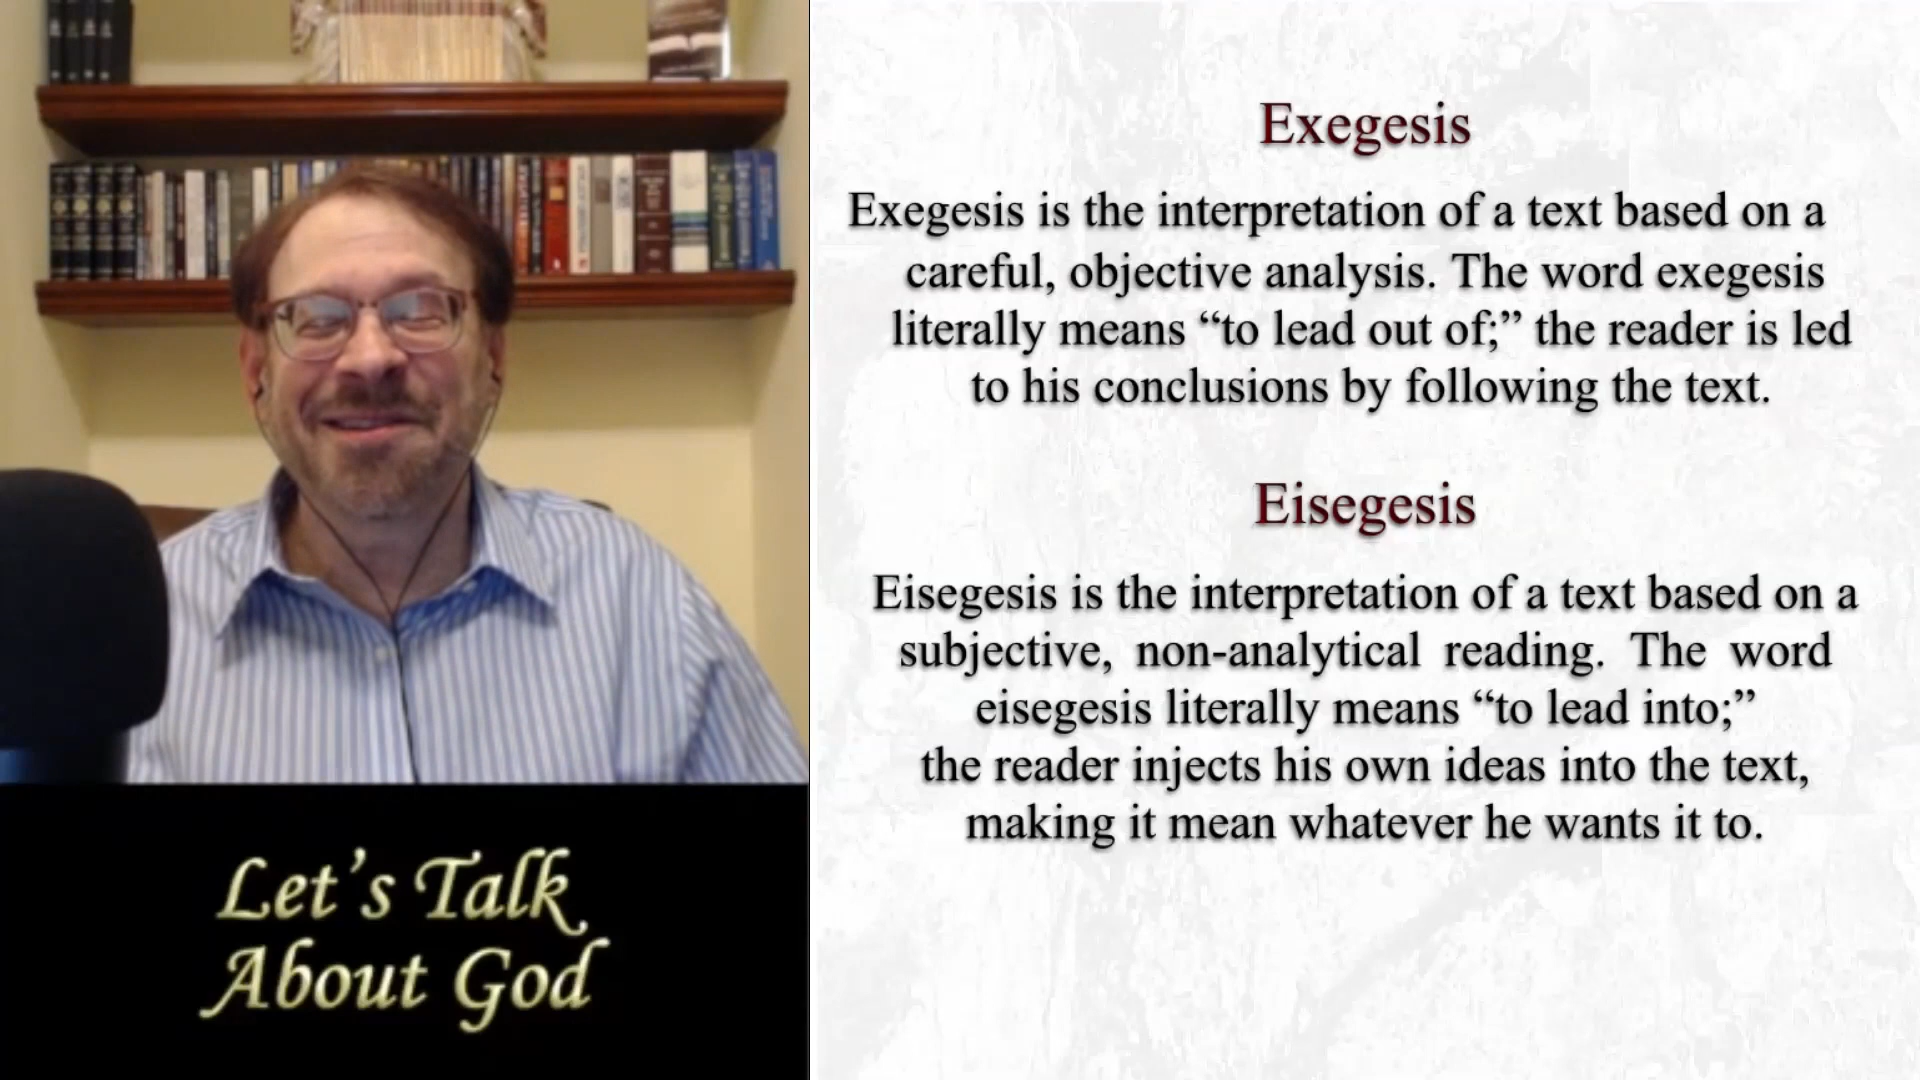 Exegesis
Exegesis is the interpretation of a text based on a
careful, objective analysis. The word exegesis
literally means “to lead out of;” the reader is led
to his conclusions by following the text.
Eisegesis
Eisegesis is the interpretation of a text based on a
subjective, non-analytical reading. The word
eisegesis literally means “to lead into;”
the reader injects his own ideas into the text,
making it mean whatever he wants it to.
Let’s Talk
About God